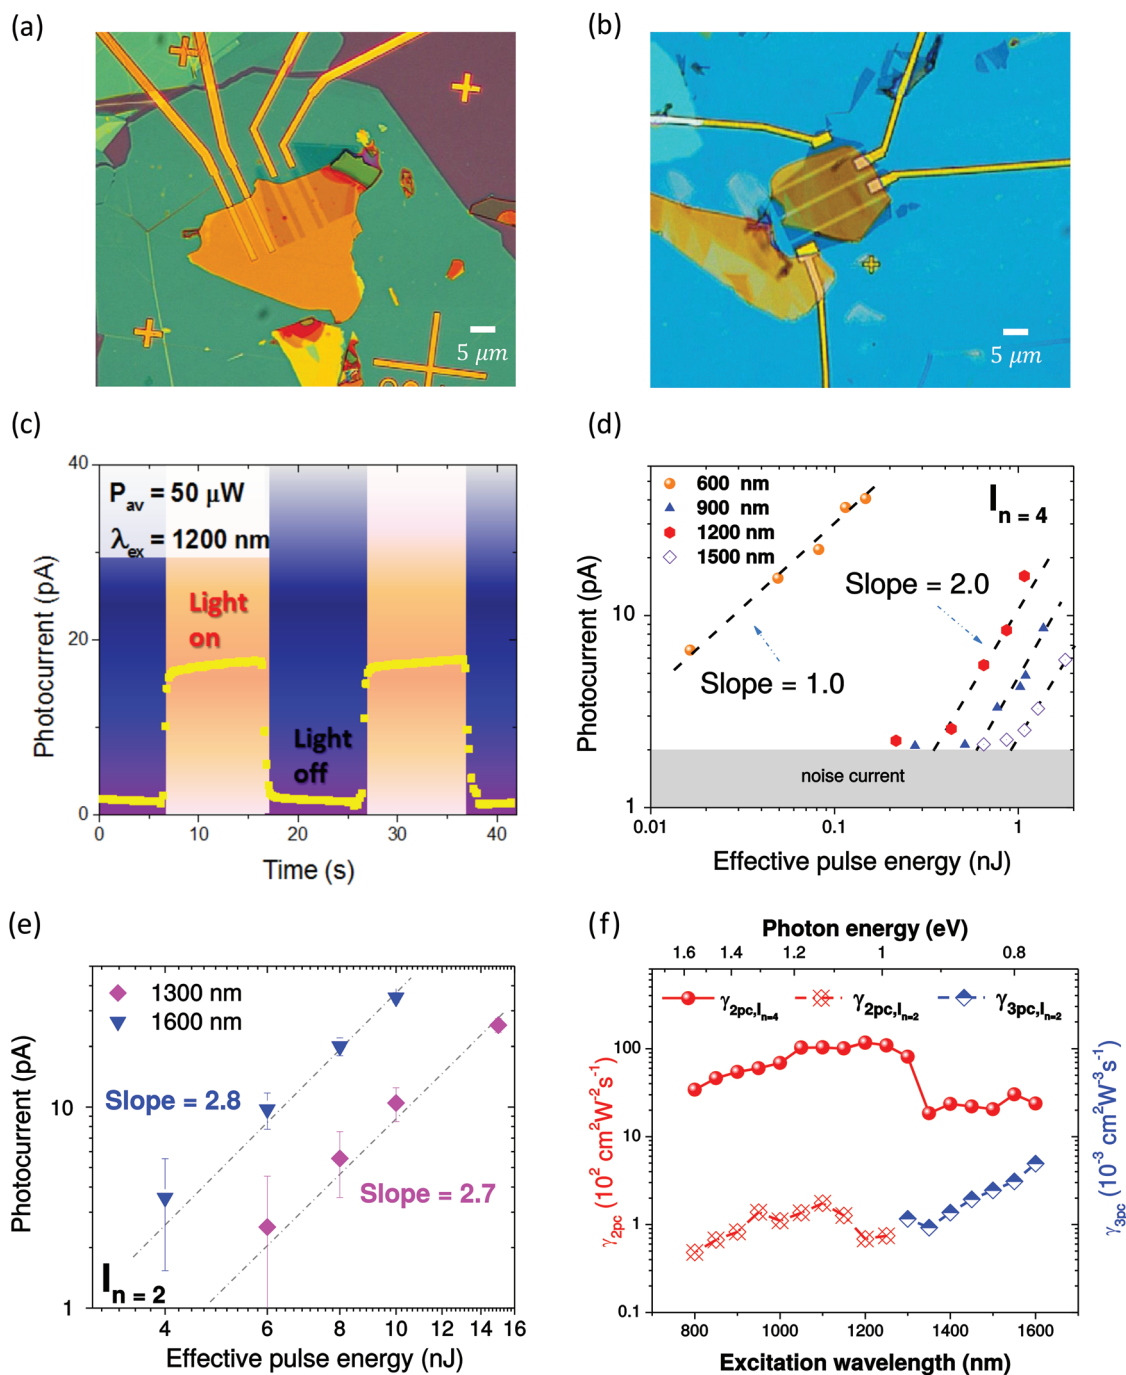 (a)
(b)
5 μm
5 μm
(c)
(d)
40
20
0
P_av = 50 μW
λ_ex = 1200 nm
Light on
Light off
0 10 20 30 40
Photocurrent (pA)
Time (s)
600 nm
900 nm
1200 nm
1500 nm
I_n = 4
Slope = 2.0
Slope = 1.0
noise current
10
1
0.01 0.1 1
Photocurrent (pA)
Effective pulse energy (nJ)
(e)
(f)
1300 nm
1600 nm
Slope = 2.8
Slope = 2.7
I_n = 2
10
1
4 6 8 10 12 14 16
Photocurrent (pA)
Effective pulse energy (nJ)
Photon energy (eV)
1.6 1.4 1.2 1 0.8
γ_2pc,I_n=4 γ_2pc,I_n=2 γ_3pc,I_n=2
100
10
1
0.1
800 1000 1200 1400 1600
γ_2pc (10² cm²W⁻²s⁻¹)
γ_3pc (10⁻³ cm²W⁻³s⁻¹)
Excitation wavelength (nm)